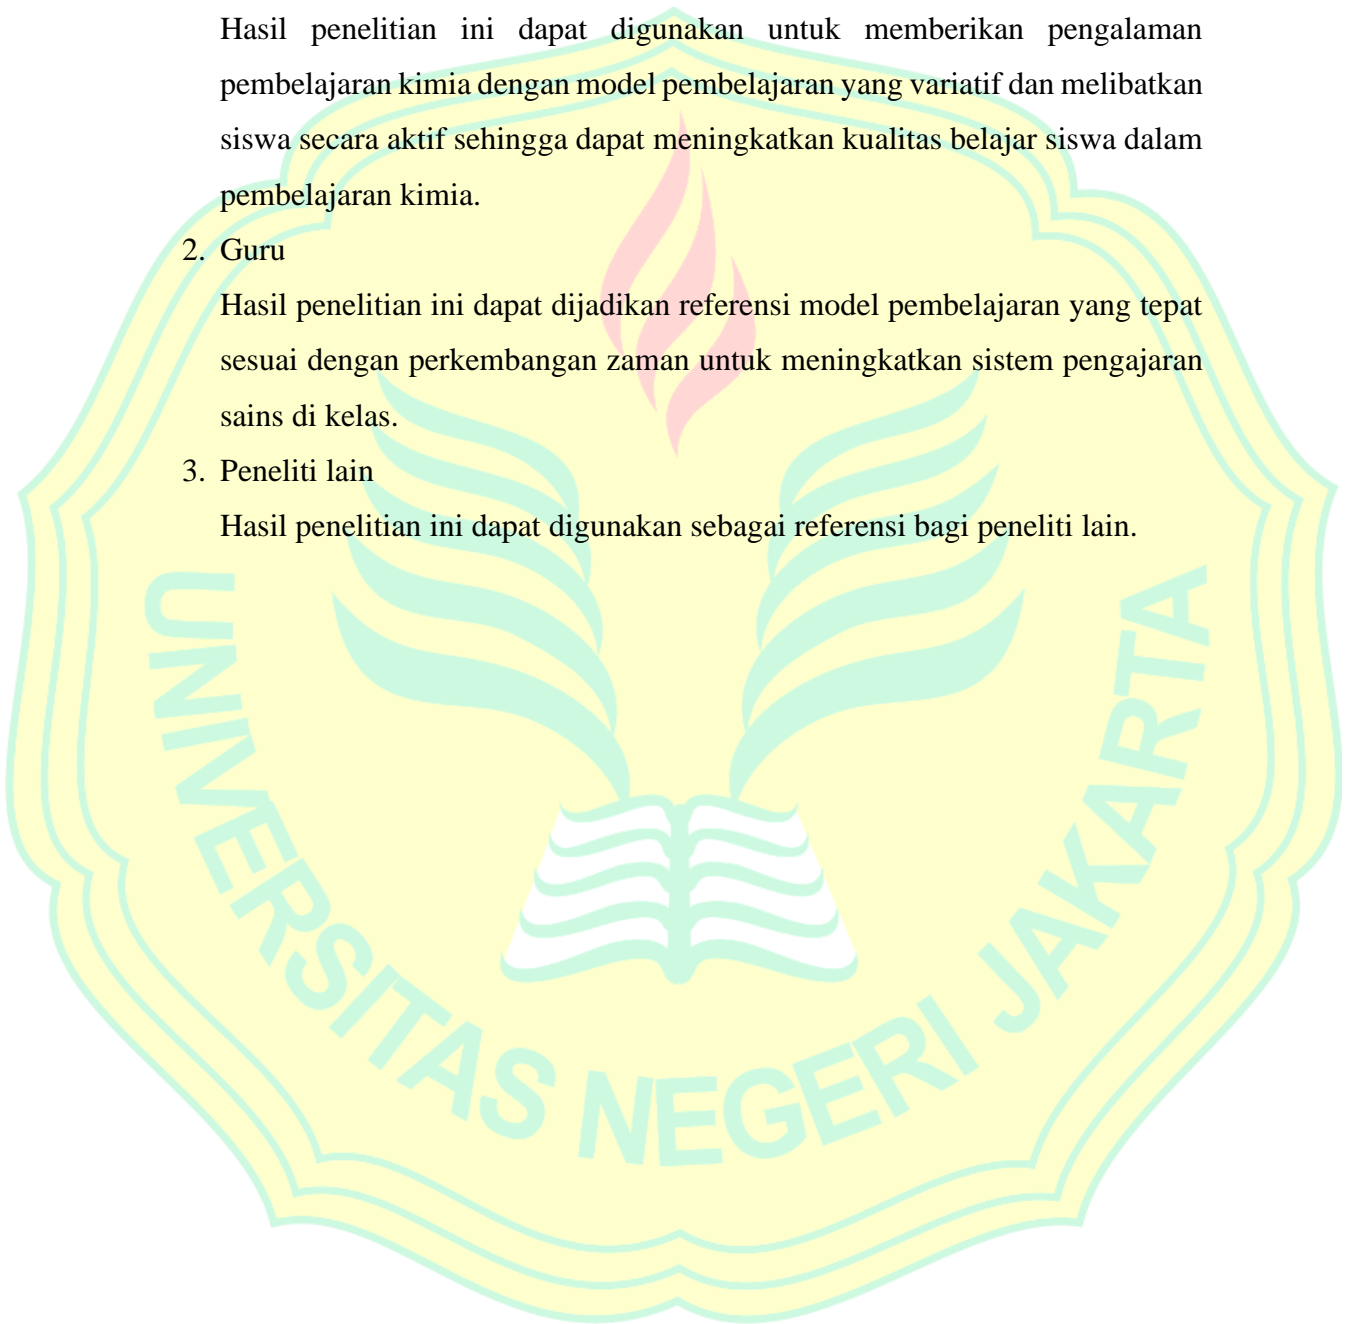 Hasil penelitian ini dapat digunakan untuk memberikan pengalaman
pembelajaran kimia dengan model pembelajaran yang variatif dan melibatkan
siswa secara aktif sehingga dapat meningkatkan kualitas belajar siswa dalam
pembelajaran kimia.
2. Guru
Hasil penelitian ini dapat dijadikan referensi model pembelajaran yang tepat
sesuai dengan perkembangan zaman untuk meningkatkan sistem pengajaran
sains di kelas.
3. Peneliti lain
Hasil penelitian ini dapat digunakan sebagai referensi bagi peneliti lain.
UNIVERSITAS NEGERI JAKARTA